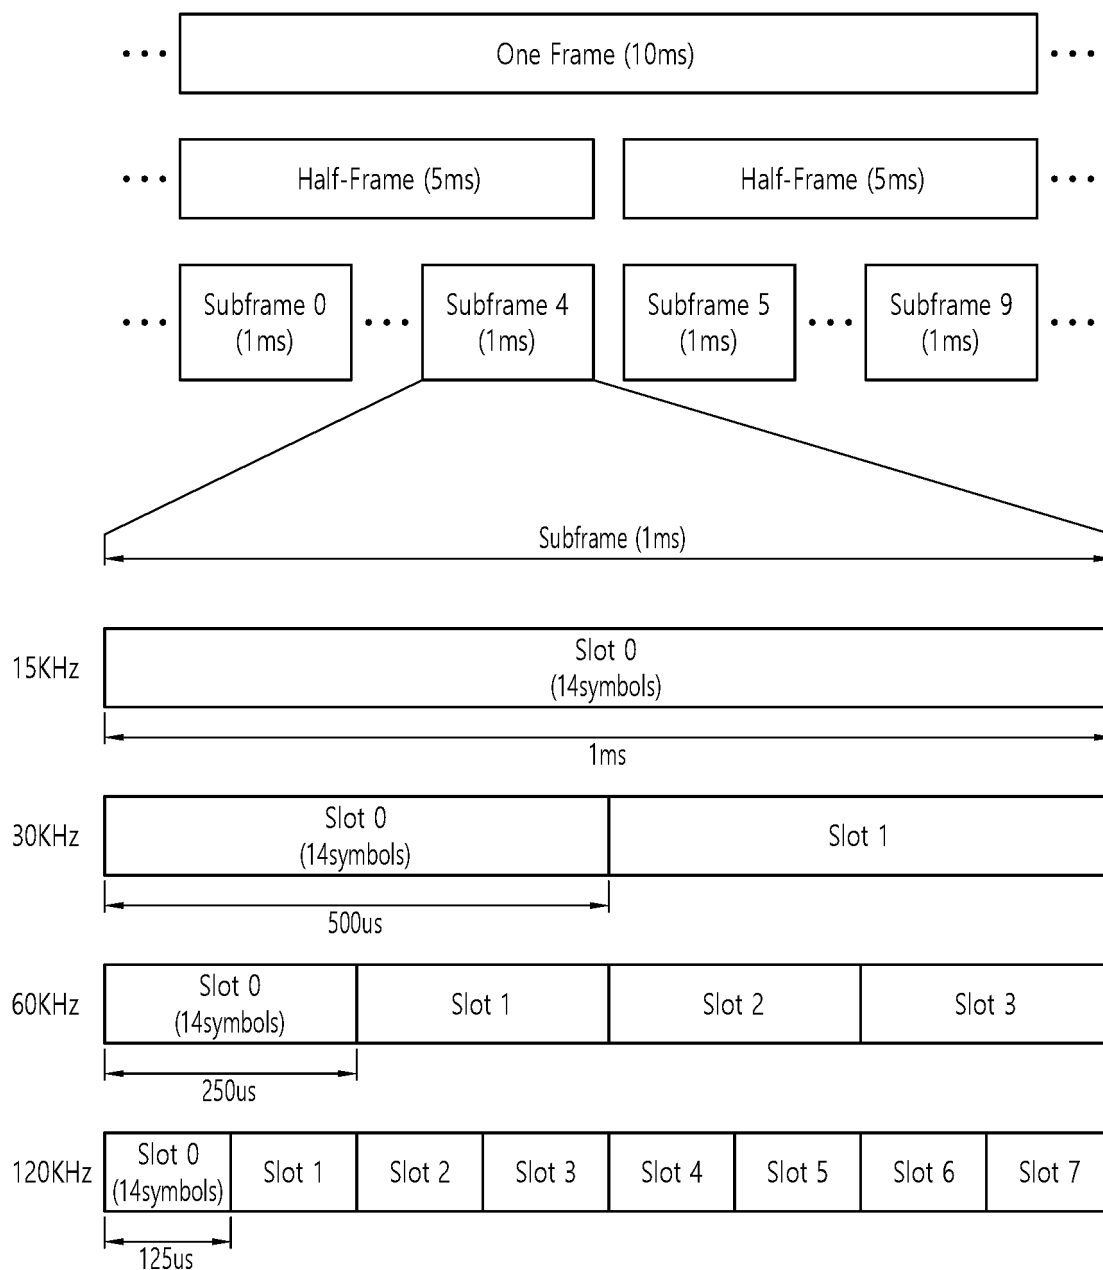 One Frame (10ms)
Half-Frame (5ms) Half-Frame (5ms)
Subframe 0 Subframe 4 Subframe 5 Subframe 9
(1ms) (1ms) (1ms) (1ms)
Subframe (1ms)
15KHz
Slot 0
(14symbols)
1ms
30KHz
Slot 0
(14symbols)
Slot 1
500us
60KHz
Slot 0
(14symbols)
Slot 1
Slot 2
Slot 3
250us
120KHz
Slot 0
(14symbols)
Slot 1
Slot 2
Slot 3
Slot 4
Slot 5
Slot 6
Slot 7
125us